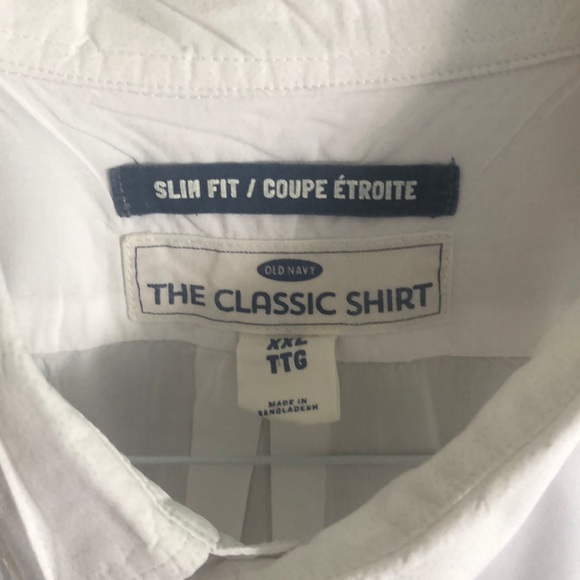 SLIM FIT / COUPE ÉTROITE
OLD NAVY
THE CLASSIC SHIRT
XXL
TTG
MADE IN
BANGLADESH